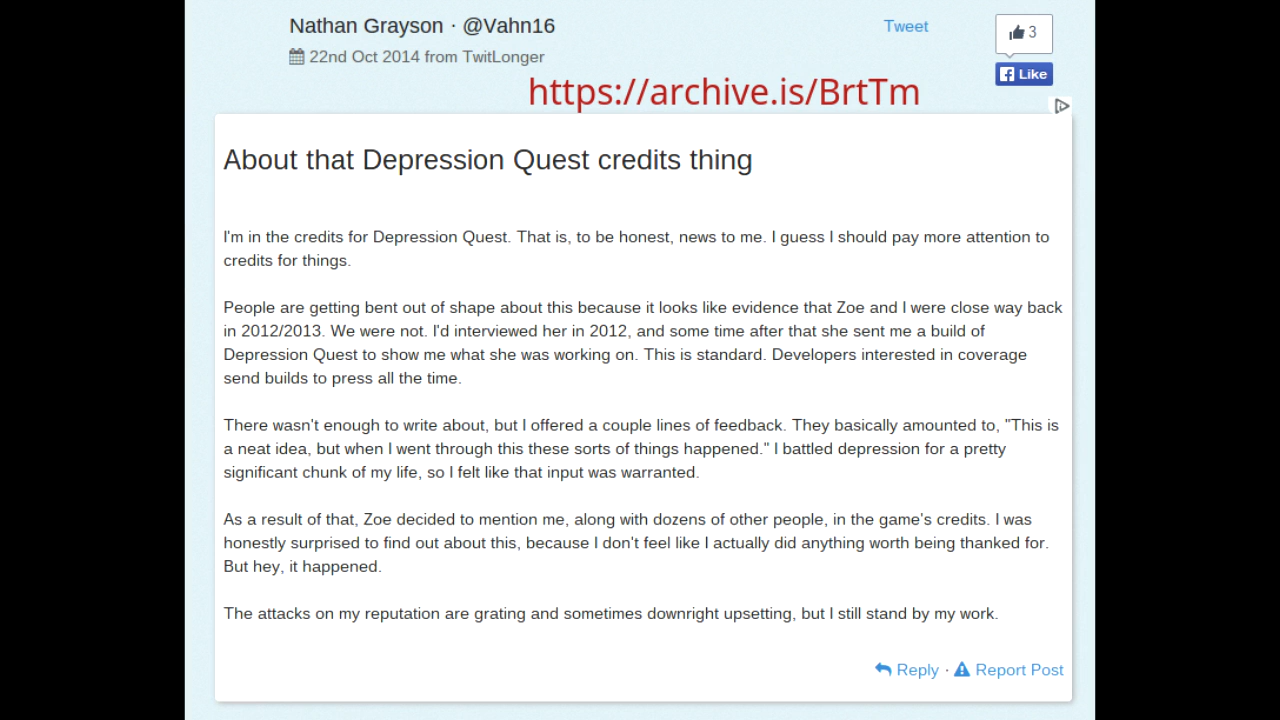 Nathan Grayson · @Vahn16
Tweet
3
22nd Oct 2014 from TwitLonger
Like
https://archive.is/BrtTm
About that Depression Quest credits thing
I'm in the credits for Depression Quest. That is, to be honest, news to me. I guess I should pay more attention to
credits for things.
People are getting bent out of shape about this because it looks like evidence that Zoe and I were close way back
in 2012/2013. We were not. I'd interviewed her in 2012, and some time after that she sent me a build of
Depression Quest to show me what she was working on. This is standard. Developers interested in coverage
send builds to press all the time.
There wasn't enough to write about, but I offered a couple lines of feedback. They basically amounted to, "This is
a neat idea, but when I went through this these sorts of things happened." I battled depression for a pretty
significant chunk of my life, so I felt like that input was warranted.
As a result of that, Zoe decided to mention me, along with dozens of other people, in the game's credits. I was
honestly surprised to find out about this, because I don't feel like I actually did anything worth being thanked for.
But hey, it happened.
The attacks on my reputation are grating and sometimes downright upsetting, but I still stand by my work.
Reply · Report Post